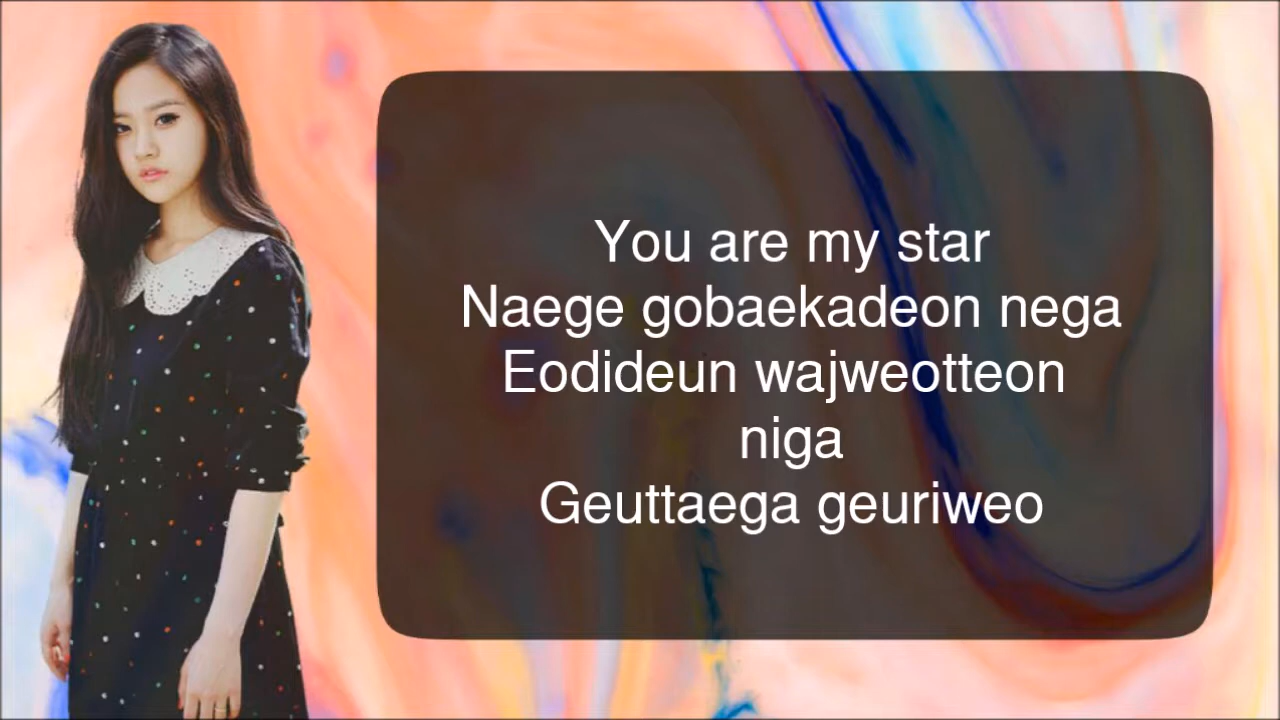 You are my star
Naege gobaekadeon nega
Eodideun wajweotteon
niga
Geuttaega geuriweo